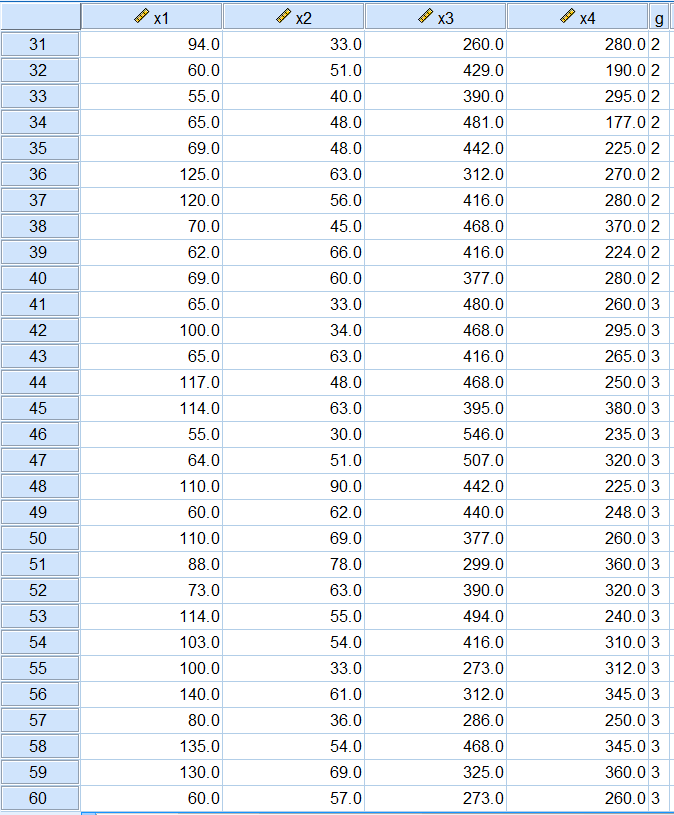 x1 x2 x3 x4 g
31 94.0 33.0 260.0 280.0 2
32 60.0 51.0 429.0 190.0 2
33 55.0 40.0 390.0 295.0 2
34 65.0 48.0 481.0 177.0 2
35 69.0 48.0 442.0 225.0 2
36 125.0 63.0 312.0 270.0 2
37 120.0 56.0 416.0 280.0 2
38 70.0 45.0 468.0 370.0 2
39 62.0 66.0 416.0 224.0 2
40 69.0 60.0 377.0 280.0 2
41 65.0 33.0 480.0 260.0 3
42 100.0 34.0 468.0 295.0 3
43 65.0 63.0 416.0 265.0 3
44 117.0 48.0 468.0 250.0 3
45 114.0 63.0 395.0 380.0 3
46 55.0 30.0 546.0 235.0 3
47 64.0 51.0 507.0 320.0 3
48 110.0 90.0 442.0 225.0 3
49 60.0 62.0 440.0 248.0 3
50 110.0 69.0 377.0 260.0 3
51 88.0 78.0 299.0 360.0 3
52 73.0 63.0 390.0 320.0 3
53 114.0 55.0 494.0 240.0 3
54 103.0 54.0 416.0 310.0 3
55 100.0 33.0 273.0 312.0 3
56 140.0 61.0 312.0 345.0 3
57 80.0 36.0 286.0 250.0 3
58 135.0 54.0 468.0 345.0 3
59 130.0 69.0 325.0 360.0 3
60 60.0 57.0 273.0 260.0 3